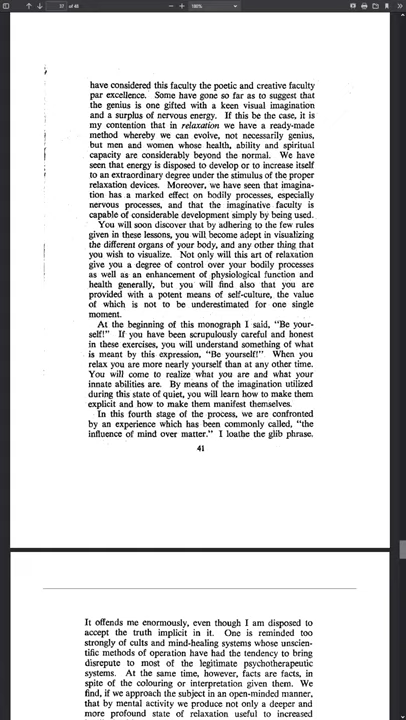 37 of 48
100%
have considered this faculty the poetic and creative faculty
par excellence. Some have gone so far as to suggest that
the genius is one gifted with a keen visual imagination
and a surplus of nervous energy. If this be the case, it is
my contention that in relaxation we have a ready-made
method whereby we can evolve, not necessarily genius,
but men and women whose health, ability and spiritual
capacity are considerably beyond the normal. We have
seen that energy is disposed to develop or to increase itself
to an extraordinary degree under the stimulus of the proper
relaxation devices. Moreover, we have seen that imagina-
tion has a marked effect on bodily processes, especially
nervous processes, and that the imaginative faculty is
capable of considerable development simply by being used.
You will soon discover that by adhering to the few rules
given in these lessons, you will become adept in visualizing
the different organs of your body, and any other thing that
you wish to visualize. Not only will this art of relaxation
give you a degree of control over your bodily processes
as well as an enhancement of physiological function and
health generally, but you will find also that you are
provided with a potent means of self-culture, the value
of which is not to be underestimated for one single
moment.
At the beginning of this monograph I said, "Be your-
self!" If you have been scrupulously careful and honest
in these exercises, you will understand something of what
is meant by this expression, "Be yourself!" When you
relax you are more nearly yourself than at any other time.
You will come to realize what you are and what your
innate abilities are. By means of the imagination utilized
during this state of quiet, you will learn how to make them
explicit and how to make them manifest themselves.
In this fourth stage of the process, we are confronted
by an experience which has been commonly called, "the
influence of mind over matter." I loathe the glib phrase.
41
It offends me enormously, even though I am disposed to
accept the truth implicit in it. One is reminded too
strongly of cults and mind-healing systems whose unscien-
tific methods of operation have had the tendency to bring
disrepute to most of the legitimate psychotherapeutic
systems. At the same time, however, facts are facts, in
spite of the colouring or interpretation given them. We
find, if we approach the subject in an open-minded manner,
that by mental activity we produce not only a deeper and
more profound state of relaxation useful to increased